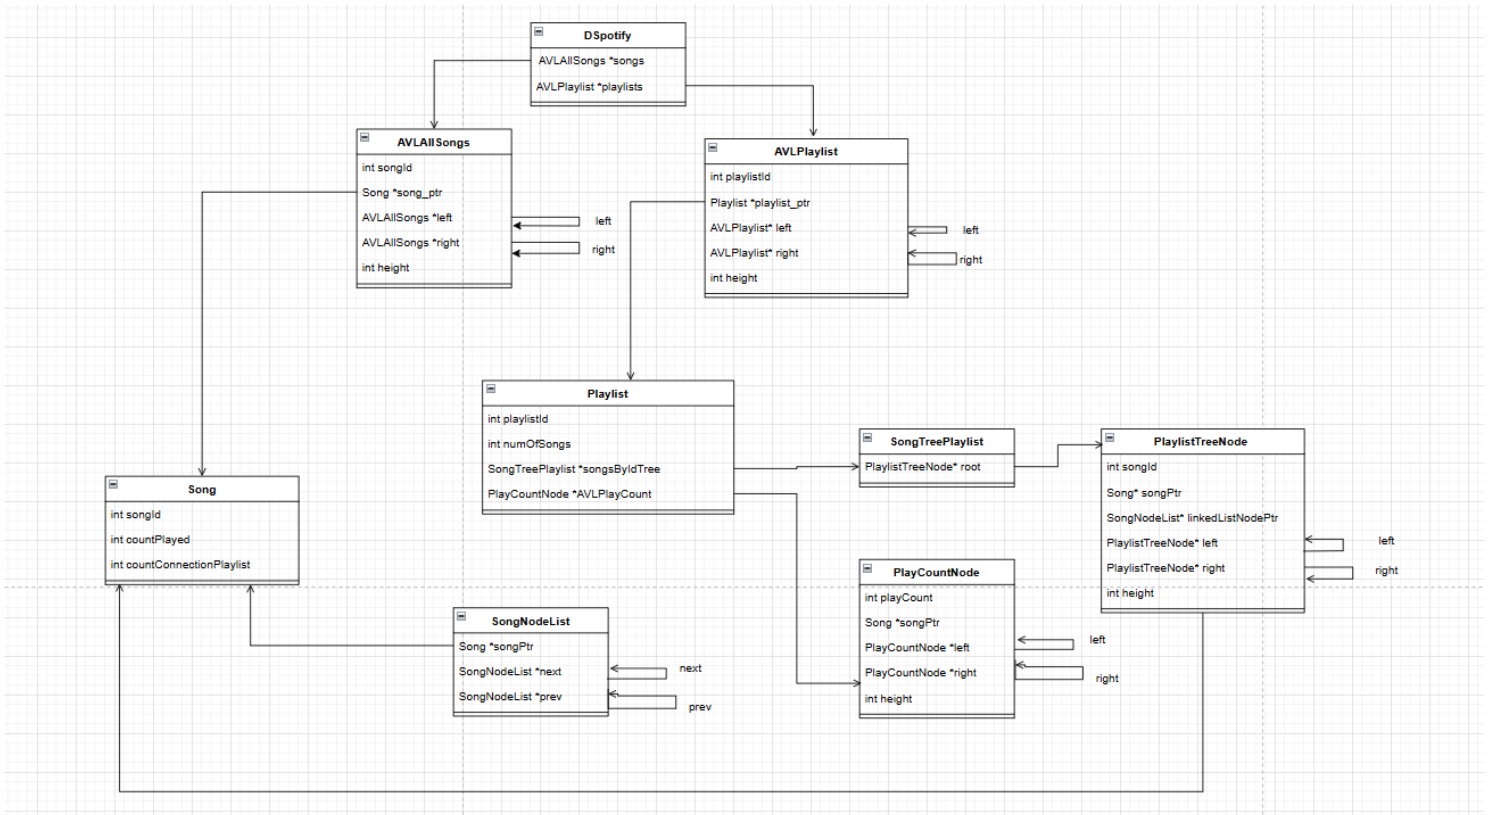 DSpotify
AVLAllSongs *songs
AVLPlaylist *playlists
AVLAllSongs
int songId
Song *song_ptr
AVLAllSongs *left
AVLAllSongs *right
int height
left
right
AVLPlaylist
int playlistId
Playlist *playlist_ptr
AVLPlaylist* left
AVLPlaylist* right
int height
left
right
Playlist
int playlistId
int numOfSongs
SongTreePlaylist *songsByIdTree
PlayCountNode *AVLPlayCount
SongTreePlaylist
PlaylistTreeNode* root
PlaylistTreeNode
int songId
Song* songPtr
SongNodeList* linkedListNodePtr
PlaylistTreeNode* left
PlaylistTreeNode* right
int height
left
right
Song
int songId
int countPlayed
int countConnectionPlaylist
PlayCountNode
int playCount
Song *songPtr
PlayCountNode *left
PlayCountNode *right
int height
left
right
SongNodeList
Song *songPtr
SongNodeList *next
SongNodeList *prev
next
prev